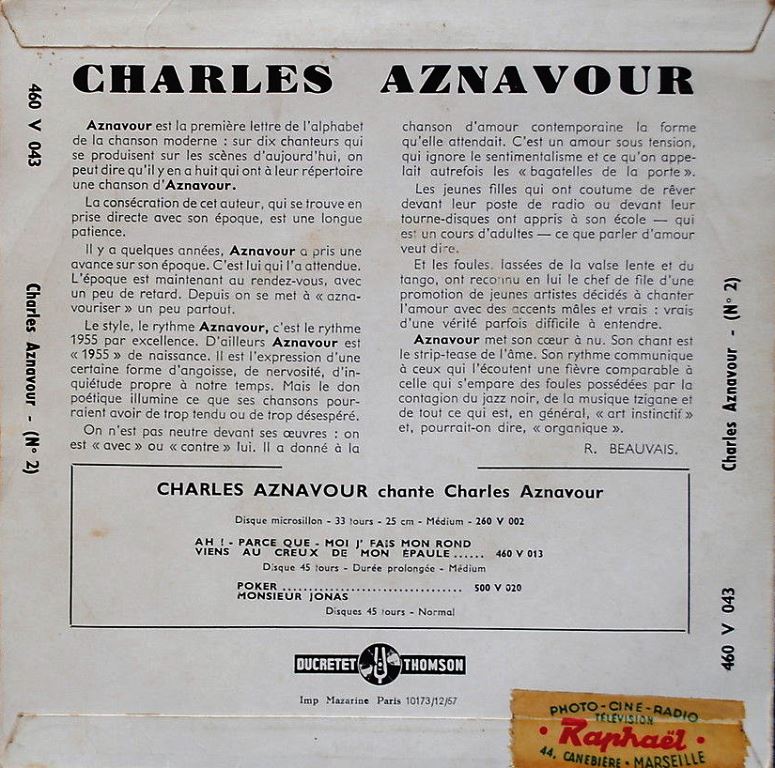 CHARLES AZNAVOUR
460 V 043
Charles Aznavour - (N° 2)
Aznavour est la première lettre de l'alphabet
de la chanson moderne : sur dix chanteurs qui
se produisent sur les scènes d'aujourd'hui, on
peut dire qu'il y en a huit qui ont à leur répertoire
une chanson d'Aznavour.
La consécration de cet auteur, qui se trouve en
prise directe avec son époque, est une longue
patience.
Il y a quelques années, Aznavour a pris une
avance sur son époque. C'est lui qui l'a attendue.
L'époque est maintenant au rendez-vous, avec
un peu de retard. Depuis on se met à « azna-
vouriser » un peu partout.
Le style, le rythme Aznavour, c'est le rythme
1955 par excellence. D'ailleurs Aznavour est
« 1955 » de naissance. Il est l'expression d'une
certaine forme d'angoisse, de nervosité, d'in-
quiétude propre à notre temps. Mais le don
poétique illumine ce que ses chansons pour-
raient avoir de trop tendu ou de trop désespéré.
On n'est pas neutre devant ses œuvres : on
est « avec » ou « contre » lui. Il a donné à la
chanson d'amour contemporaine la forme
qu'elle attendait. C'est un amour sous tension,
qui ignore le sentimentalisme et ce qu'on appe-
lait autrefois les « bagatelles de la porte ».
Les jeunes filles qui ont coutume de rêver
devant leur poste de radio ou devant leur
tourne-disques ont appris à son école — qui
est un cours d'adultes — ce que parler d'amour
veut dire.
Et les foules, lassées de la valse lente et du
tango, ont reconnu en lui le chef de file d'une
promotion de jeunes artistes décidés à chanter
l'amour avec des accents mâles et vrais : vrais
d'une vérité parfois difficile à entendre.
Aznavour met son cœur à nu. Son chant est
le strip-tease de l'âme. Son rythme communique
à ceux qui l'écoutent une fièvre comparable à
celle qui s'empare des foules possédées par la
contagion du jazz noir, de la musique tzigane et
de tout ce qui est, en général, « art instinctif »
et, pourrait-on dire, « organique ».
R. BEAUVAIS.
CHARLES AZNAVOUR chante Charles Aznavour
Disque microsillon - 33 tours - 25 cm - Médium - 260 V 002
AH ! - PARCE QUE - MOI J' FAIS MON ROND
VIENS AU CREUX DE MON ÉPAULE...... 460 V 013
Disque 45 tours - Durée prolongée - Médium
POKER .................................. 500 V 020
MONSIEUR JONAS
Disques 45 tours - Normal
Charles Aznavour - (N° 2)
460 V 043
DUCRETET THOMSON
Imp Mazarine Paris 10173/12/57
PHOTO-CINE-RADIO
TÉLÉVISION
• Raphaël •
44, CANEBIÈRE - MARSEILLE